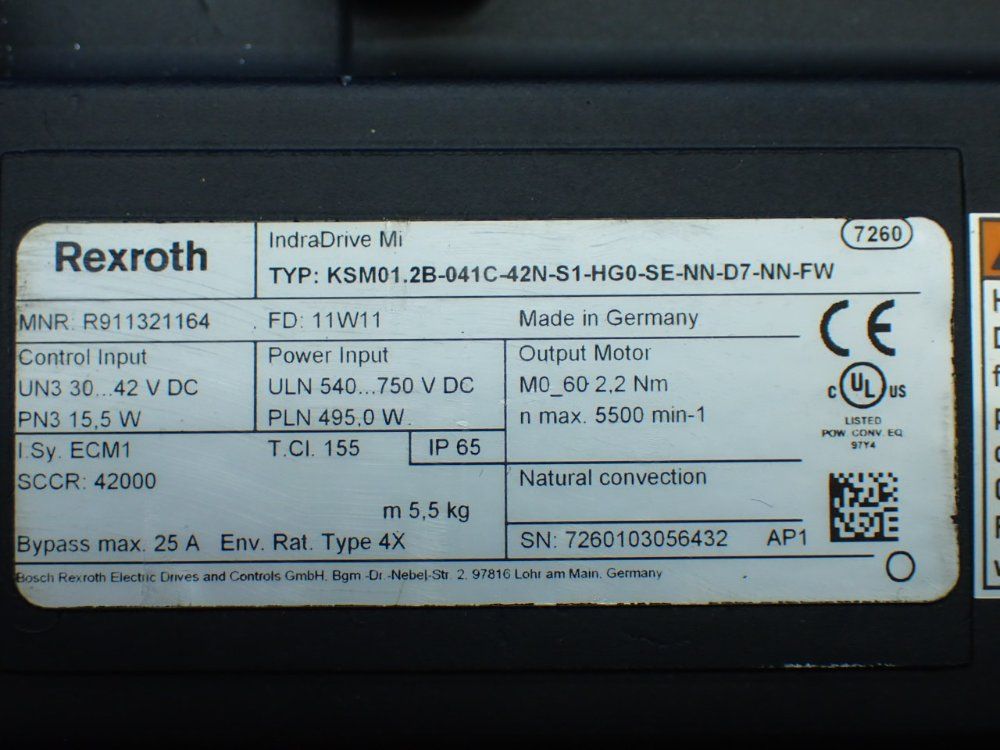 Rexroth
IndraDrive Mi
7260
TYP: KSM01.2B-041C-42N-S1-HG0-SE-NN-D7-NN-FW
MNR: R911321164
FD: 11W11
Made in Germany
CE
Control Input
UN3 30...42 V DC
PN3 15,5 W
Power Input
ULN 540...750 V DC
PLN 495,0 W
Output Motor
M0_60 2,2 Nm
n max. 5500 min-1
c UL us
LISTED
POW. CONV. EQ.
97Y4
I.Sy. ECM1
T.Cl. 155
IP 65
SCCR: 42000
m 5,5 kg
Natural convection
Bypass max. 25 A Env. Rat. Type 4X
SN: 7260103056432
AP1
Bosch Rexroth Electric Drives and Controls GmbH, Bgm.-Dr.-Nebel-Str. 2, 97816 Lohr am Main, Germany